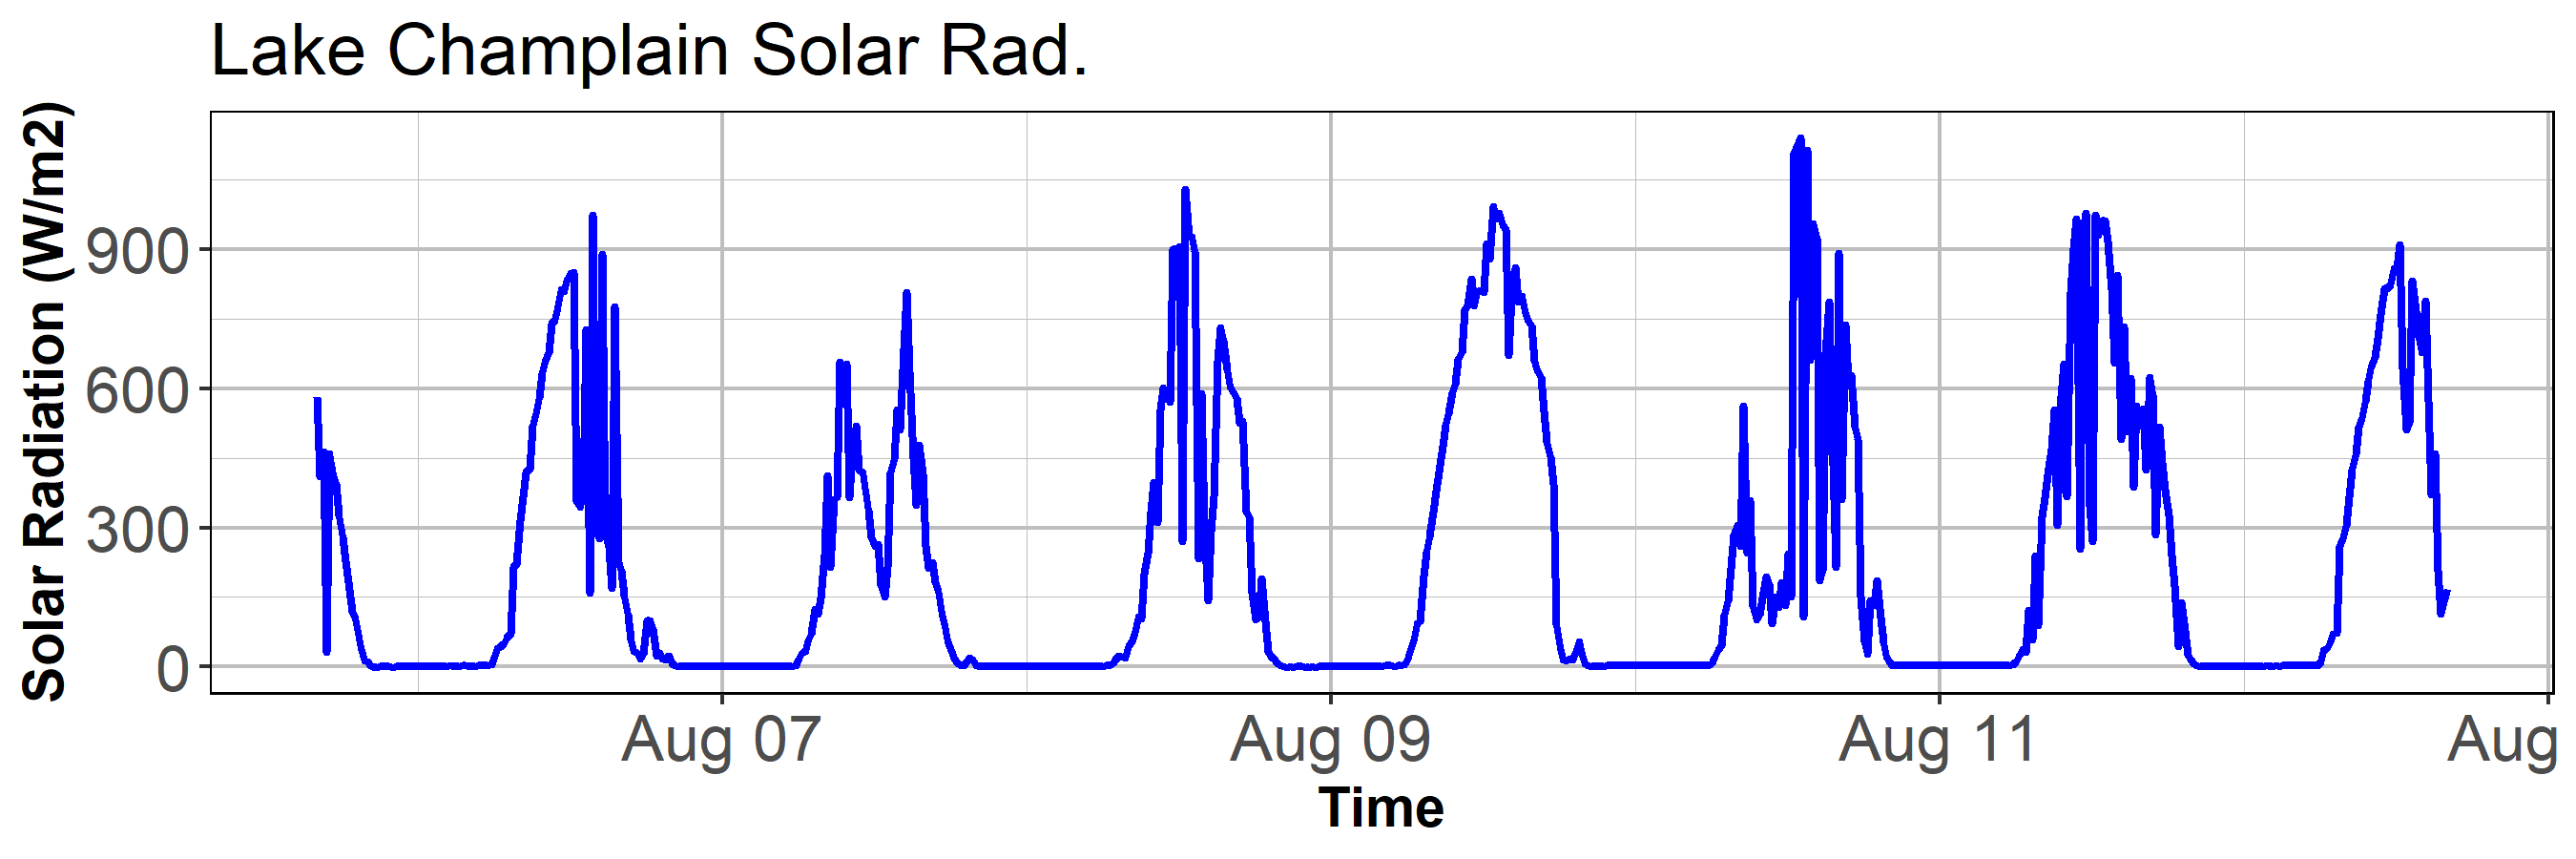 Lake Champlain Solar Rad.
Solar Radiation (W/m2)
900
600
300
0
Aug 07 Aug 09 Aug 11 Aug
Time